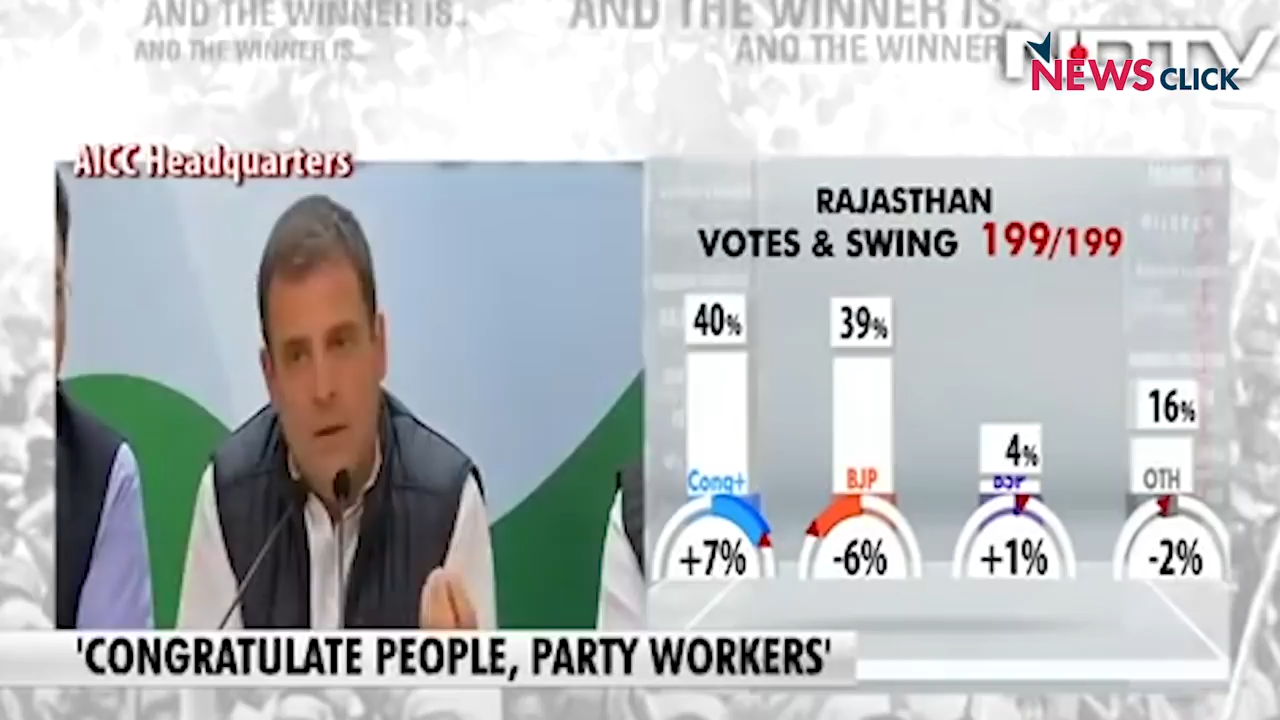 AND THE WINNER IS..
AND THE WINNER IS..
AND THE WINNER IS
AND THE WINNER
NDTV
NEWS CLICK
AICC Headquarters
RAJASTHAN
VOTES & SWING 199/199
40%
39%
4%
16%
Cong+
BJP
BSP
OTH
+7%
-6%
+1%
-2%
'CONGRATULATE PEOPLE, PARTY WORKERS'